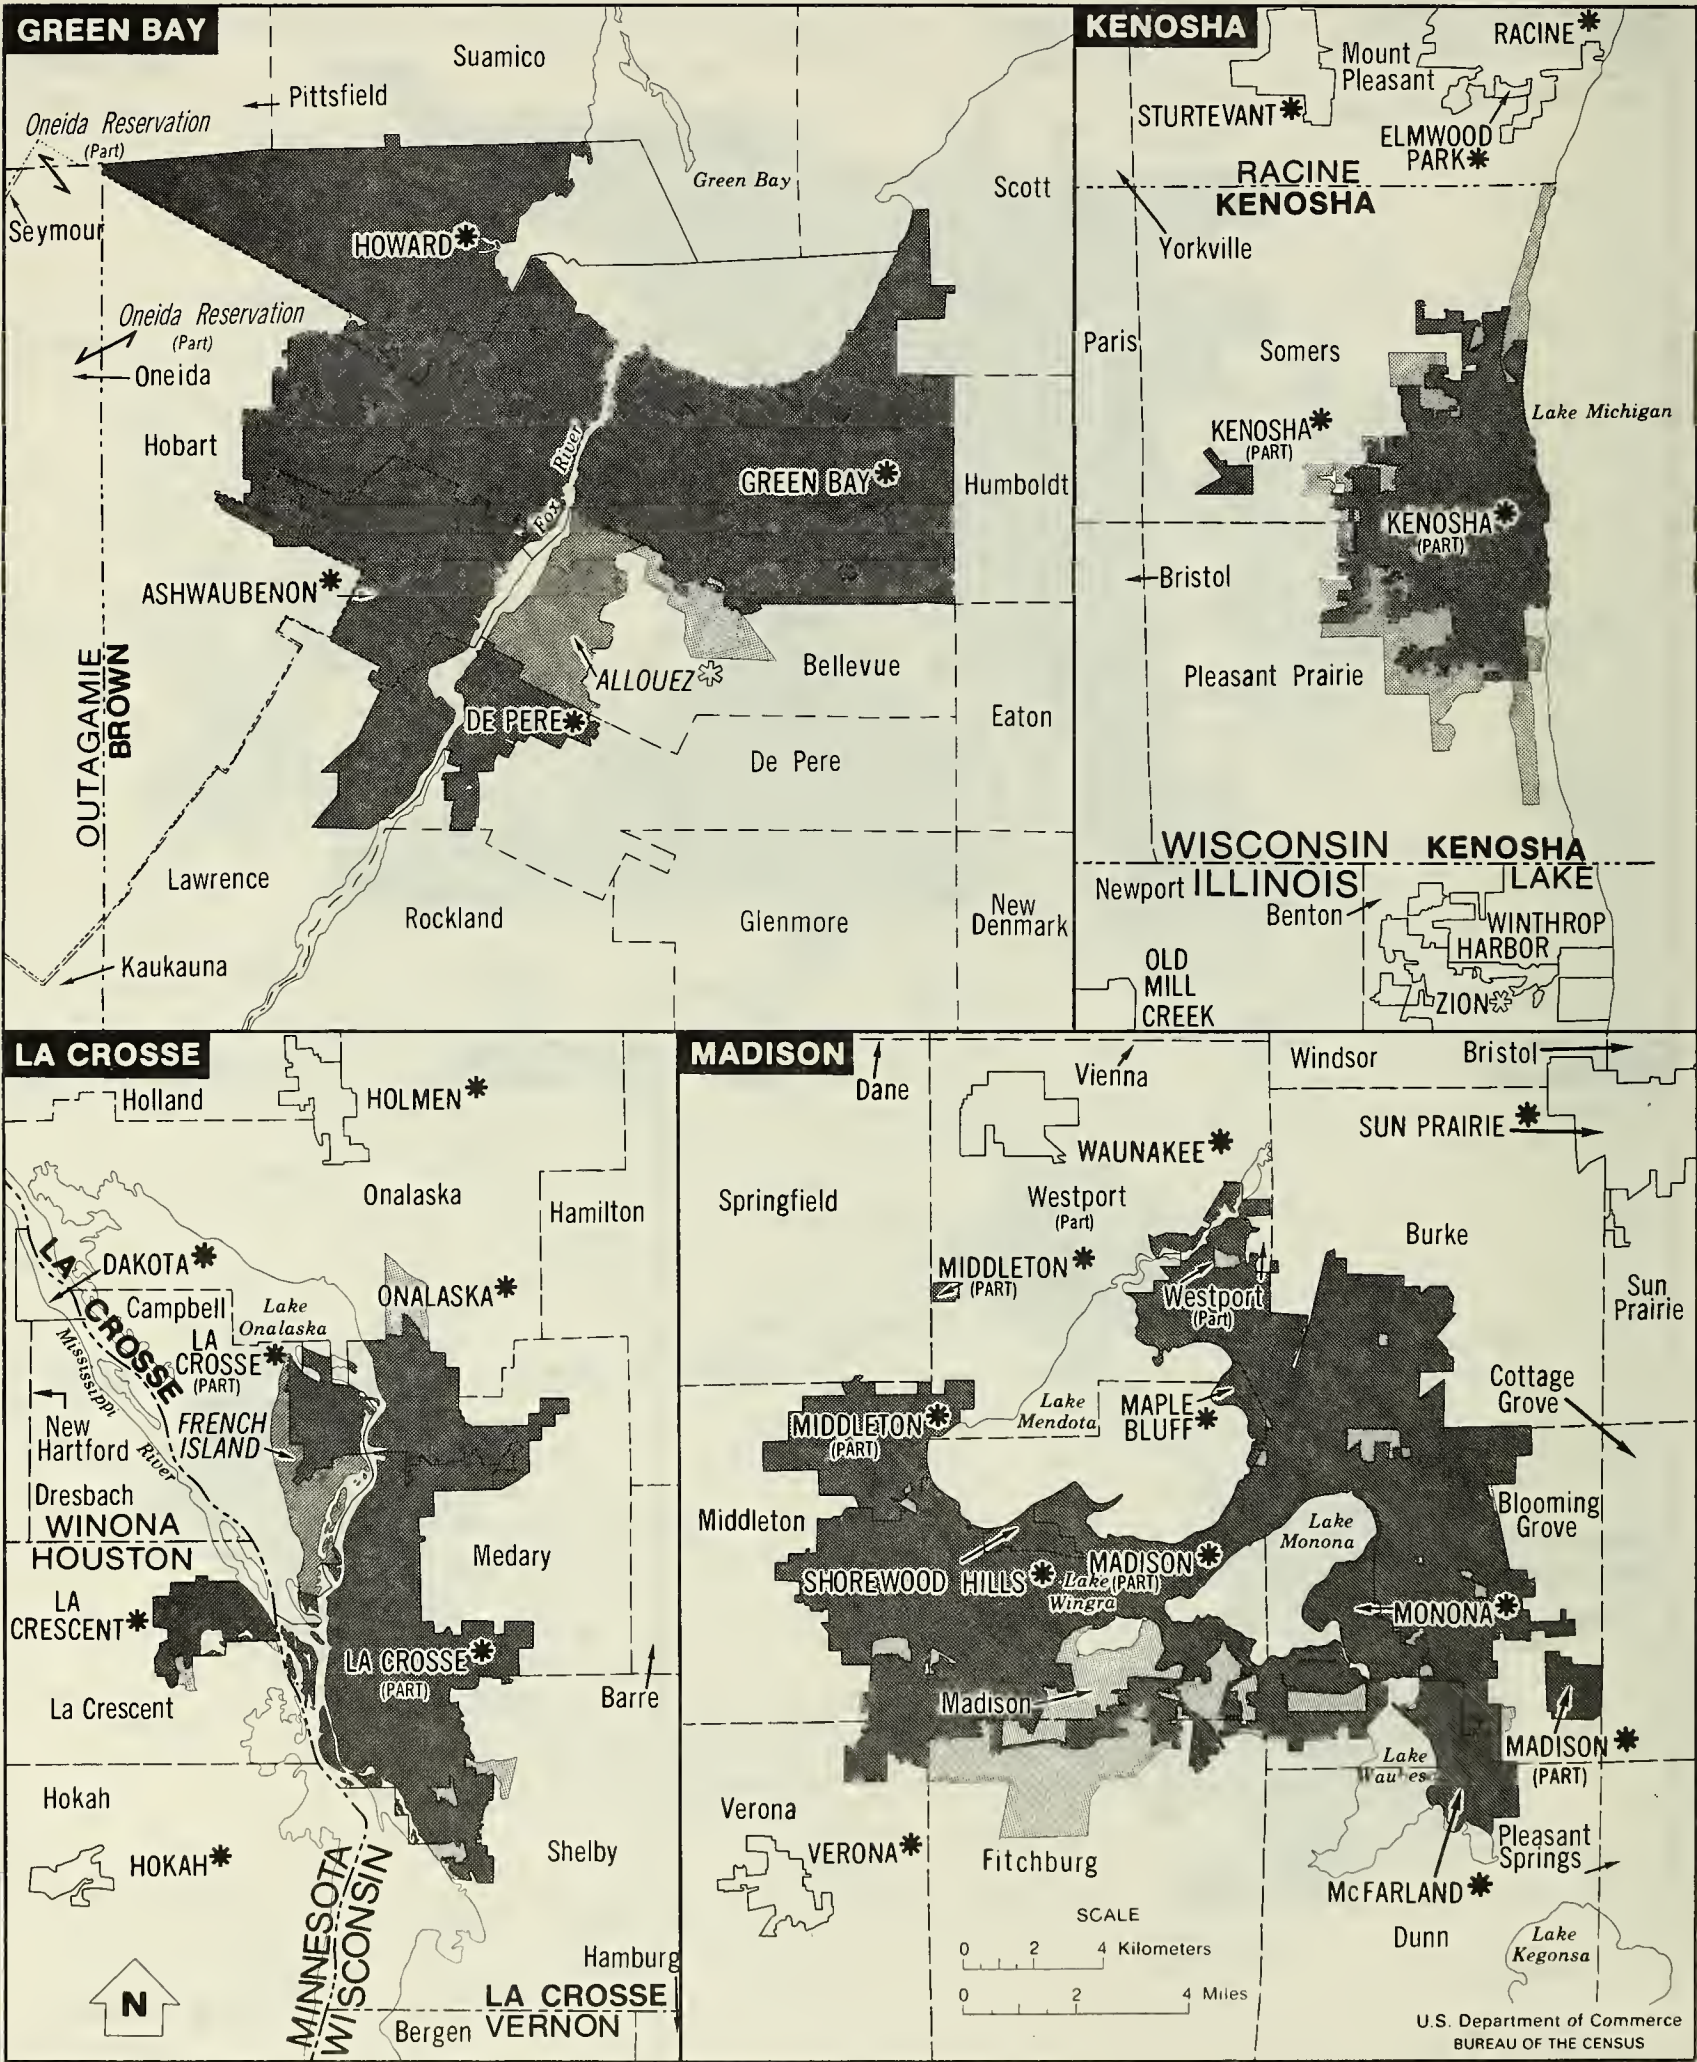 GREEN BAY
Suamico
Pittsfield
Oneida Reservation
(Part)
Green Bay
Scott
Seymour
HOWARD
Oneida Reservation
(Part)
Oneida
Hobart
Fox River
GREEN BAY
Humboldt
ASHWAUBENON
ALLOUEZ
Bellevue
DE PERE
Eaton
De Pere
OUTAGAMIE
BROWN
Lawrence
Rockland
Glenmore
New
Denmark
Kaukauna
KENOSHA
RACINE
Mount
Pleasant
STURTEVANT
ELMWOOD
PARK
RACINE
KENOSHA
Yorkville
Paris
Somers
Lake Michigan
KENOSHA
(PART)
KENOSHA
(PART)
Bristol
Pleasant Prairie
WISCONSIN
KENOSHA
Newport
ILLINOIS
LAKE
Benton
WINTHROP
HARBOR
OLD
MILL
CREEK
ZION
LA CROSSE
Holland
HOLMEN
Onalaska
Hamilton
LA CROSSE
DAKOTA
Campbell
Lake
Onalaska
ONALASKA
LA
CROSSE
(PART)
Mississippi River
New
Hartford
FRENCH
ISLAND
Dresbach
WINONA
HOUSTON
Medary
LA
CRESCENT
LA CROSSE
(PART)
La Crescent
Barre
Hokah
HOKAH
Shelby
MINNESOTA
WISCONSIN
Hamburg
LA CROSSE
VERNON
Bergen
N
MADISON
Dane
Vienna
Windsor
Bristol
SUN PRAIRIE
WAUNAKEE
Springfield
Westport
(Part)
Burke
MIDDLETON
(PART)
Westport
(Part)
Sun
Prairie
Cottage
Grove
Lake
Mendota
MAPLE
BLUFF
MIDDLETON
(PART)
Middleton
Blooming
Grove
Lake
Monona
SHOREWOOD HILLS
MADISON
(PART)
Lake
Wingra
MONONA
Madison
MADISON
(PART)
Lake
Verona
VERONA
Fitchburg
Pleasant
Springs
McFARLAND
Dunn
Lake
Kegonsa
SCALE
0 2 4 Kilometers
0 2 4 Miles
U.S. Department of Commerce
BUREAU OF THE CENSUS